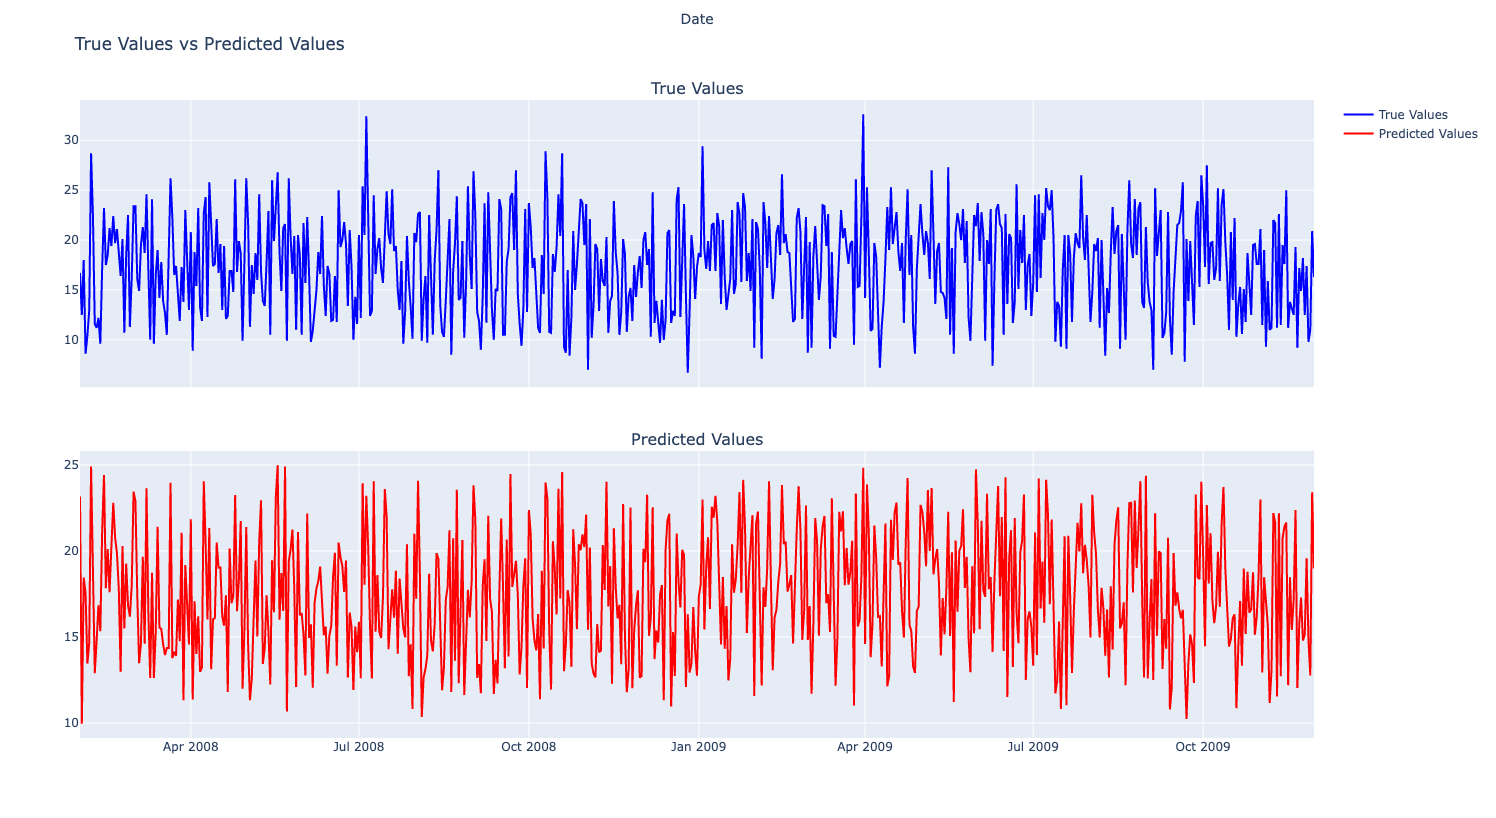 Date
True Values vs Predicted Values
True Values
True Values
Predicted Values
30
25
20
15
10
Predicted Values
25
20
15
10
Apr 2008
Jul 2008
Oct 2008
Jan 2009
Apr 2009
Jul 2009
Oct 2009